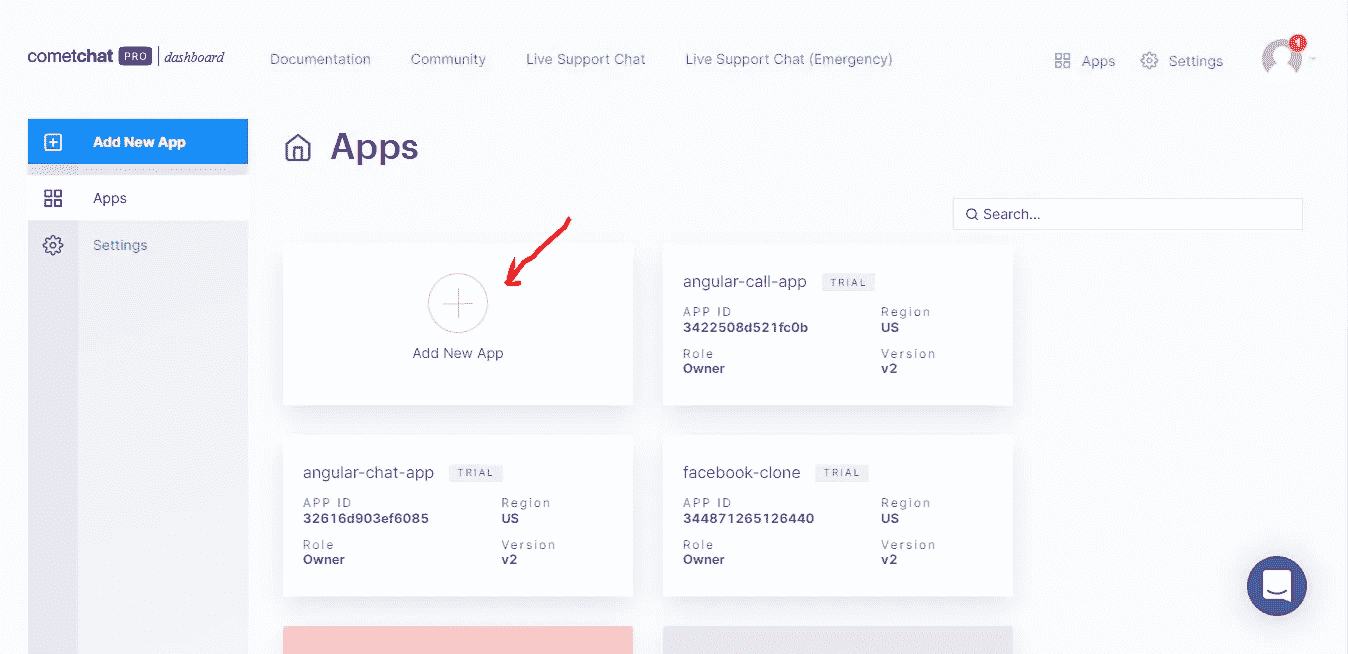 cometchat PRO dashboard
Documentation
Community
Live Support Chat
Live Support Chat (Emergency)
Apps
Settings
1
Add New App
Apps
Settings
Apps
Search...
Add New App
angular-call-app TRIAL
APP ID Region
3422508d521fc0b US
Role Version
Owner v2
angular-chat-app TRIAL
APP ID Region
32616d903ef6085 US
Role Version
Owner v2
facebook-clone TRIAL
APP ID Region
344871265126440 US
Role Version
Owner v2